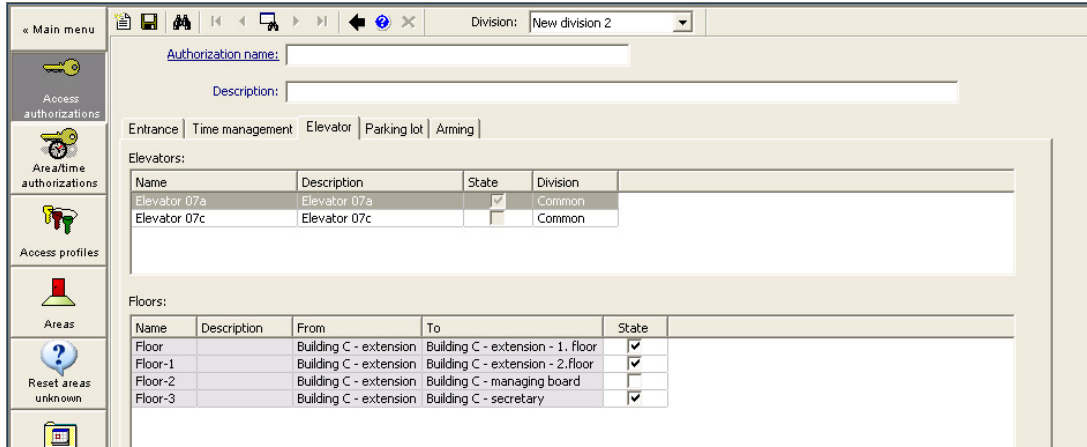 « Main menu
Division: New division 2
Authorization name:
Description:
Access
authorizations
Area/time
authorizations
Access profiles
Areas
Reset areas
unknown
Entrance Time management Elevator Parking lot Arming
Elevators:
Name Description State Division
Elevator 07a Elevator 07a Common
Elevator 07c Elevator 07c Common
Floors:
Name Description From To State
Floor Building C - extension Building C - extension - 1. floor
Floor-1 Building C - extension Building C - extension - 2.floor
Floor-2 Building C - extension Building C - managing board
Floor-3 Building C - extension Building C - secretary